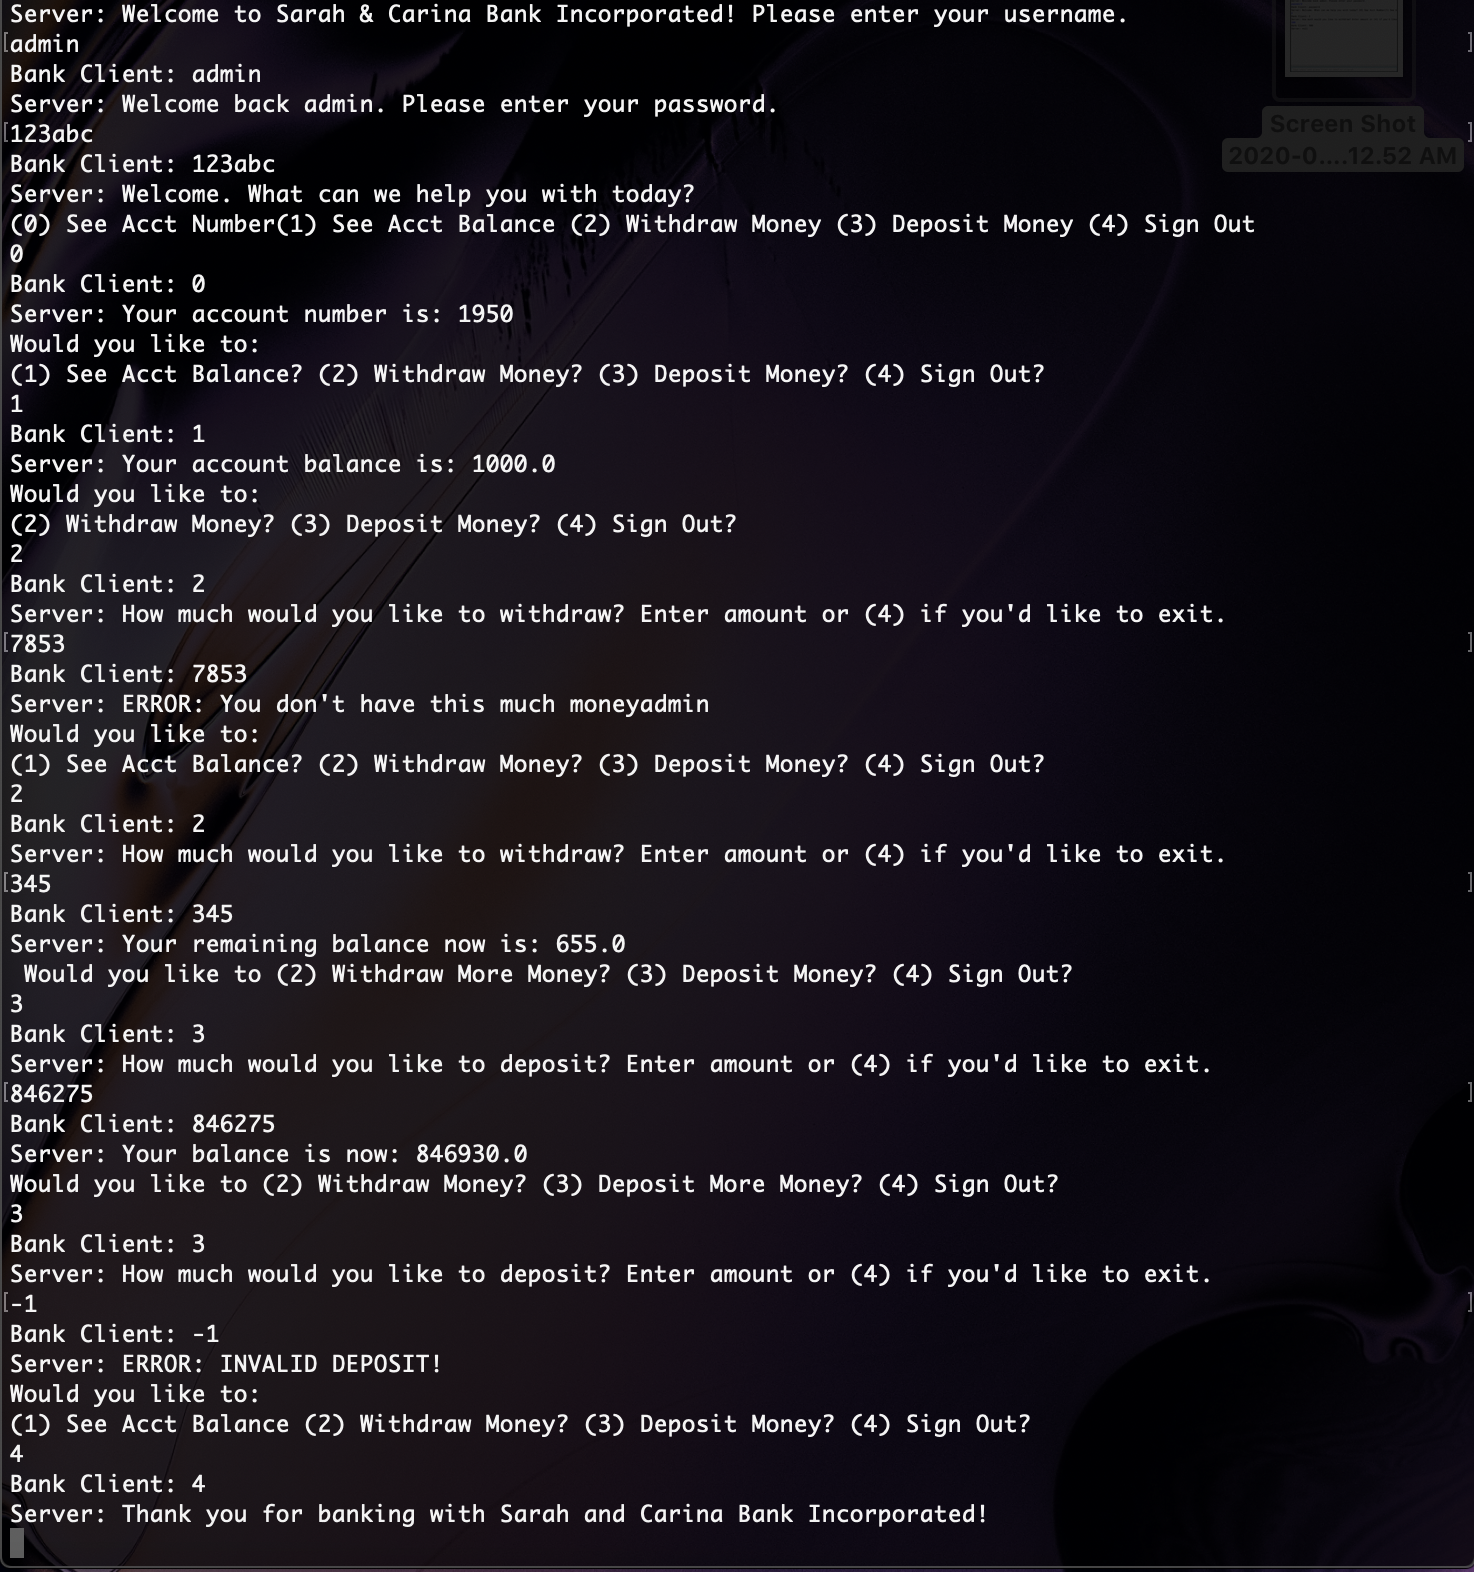 Server: Welcome to Sarah & Carina Bank Incorporated! Please enter your username.
[admin]
Bank Client: admin
Server: Welcome back admin. Please enter your password.
[123abc]
Screen Shot
2020-0....12.52 AM
Bank Client: 123abc
Server: Welcome. What can we help you with today?
(0) See Acct Number(1) See Acct Balance (2) Withdraw Money (3) Deposit Money (4) Sign Out
0
Bank Client: 0
Server: Your account number is: 1950
Would you like to:
(1) See Acct Balance? (2) Withdraw Money? (3) Deposit Money? (4) Sign Out?
1
Bank Client: 1
Server: Your account balance is: 1000.0
Would you like to:
(2) Withdraw Money? (3) Deposit Money? (4) Sign Out?
2
Bank Client: 2
Server: How much would you like to withdraw? Enter amount or (4) if you'd like to exit.
[7853]
Bank Client: 7853
Server: ERROR: You don't have this much moneyadmin
Would you like to:
(1) See Acct Balance? (2) Withdraw Money? (3) Deposit Money? (4) Sign Out?
2
Bank Client: 2
Server: How much would you like to withdraw? Enter amount or (4) if you'd like to exit.
[345]
Bank Client: 345
Server: Your remaining balance now is: 655.0
Would you like to (2) Withdraw More Money? (3) Deposit Money? (4) Sign Out?
3
Bank Client: 3
Server: How much would you like to deposit? Enter amount or (4) if you'd like to exit.
[846275]
Bank Client: 846275
Server: Your balance is now: 846930.0
Would you like to (2) Withdraw Money? (3) Deposit More Money? (4) Sign Out?
3
Bank Client: 3
Server: How much would you like to deposit? Enter amount or (4) if you'd like to exit.
[-1]
Bank Client: -1
Server: ERROR: INVALID DEPOSIT!
Would you like to:
(1) See Acct Balance (2) Withdraw Money? (3) Deposit Money? (4) Sign Out?
4
Bank Client: 4
Server: Thank you for banking with Sarah and Carina Bank Incorporated!